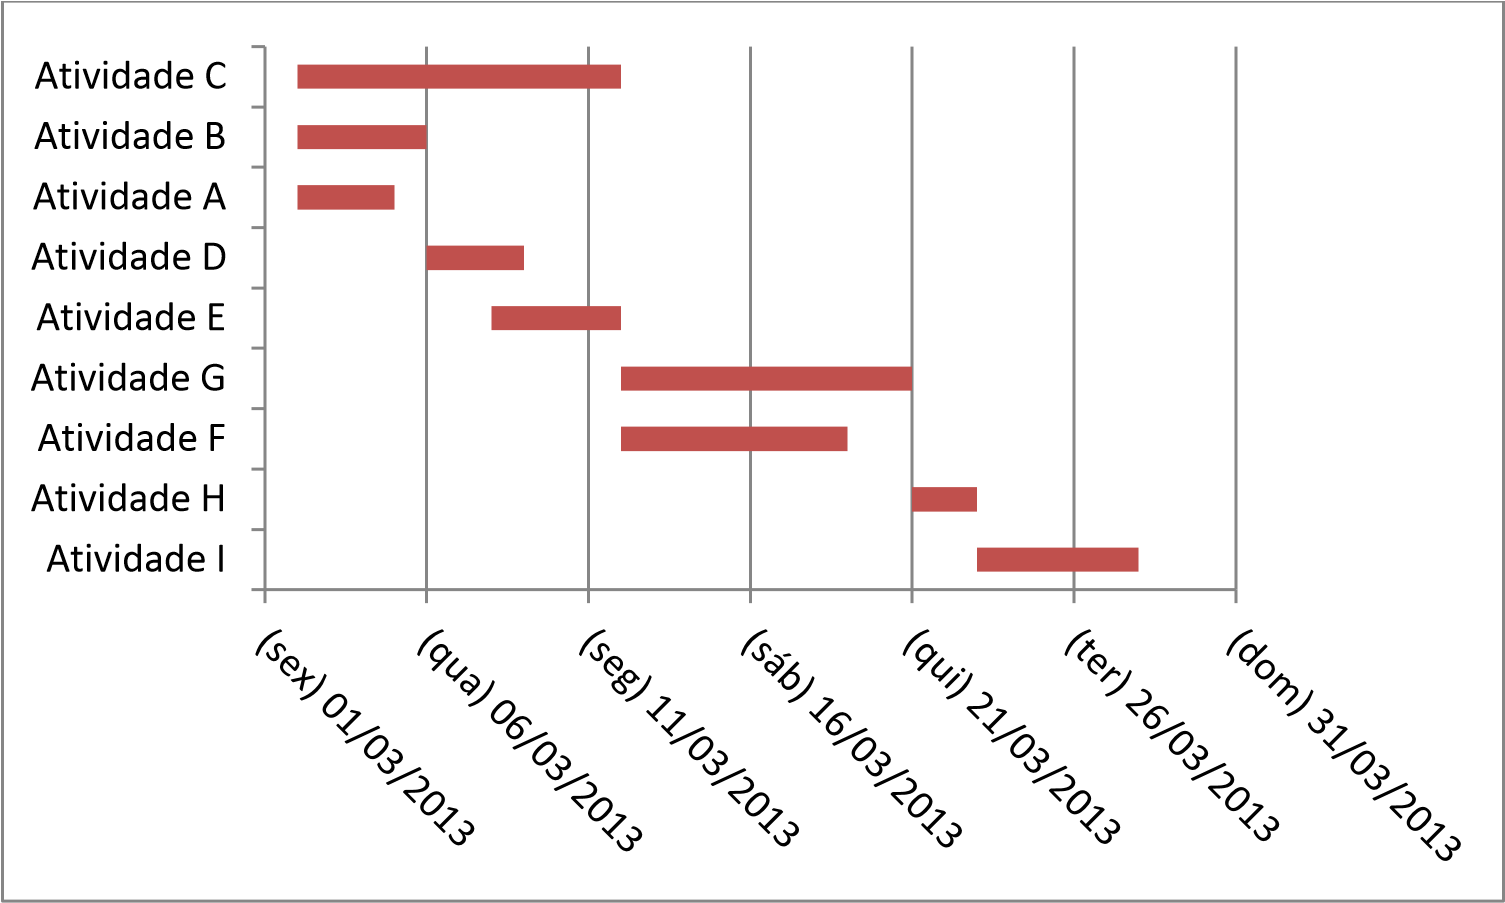 Atividade C
Atividade B
Atividade A
Atividade D
Atividade E
Atividade G
Atividade F
Atividade H
Atividade I
(sex) 01/03/2013
(qua) 06/03/2013
(seg) 11/03/2013
(sáb) 16/03/2013
(qui) 21/03/2013
(ter) 26/03/2013
(dom) 31/03/2013